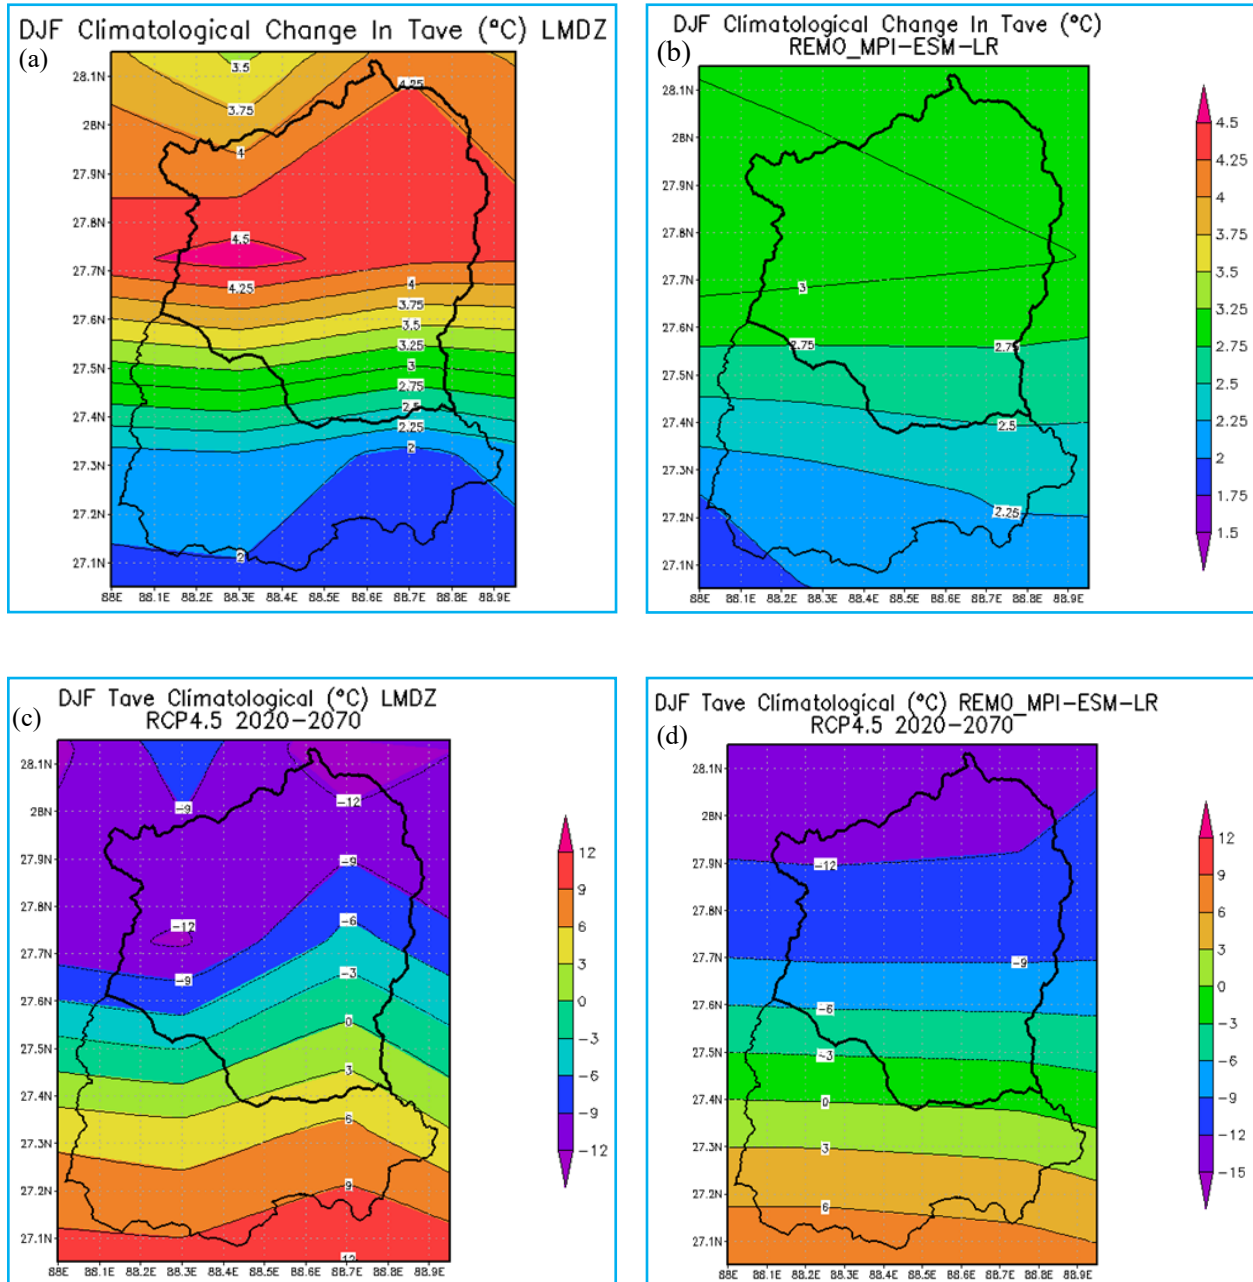 DJF Climatological Change In Tave (ºC) LMDZ
(a)
28.1N
28N
27.9N
27.8N
27.7N
27.6N
27.5N
27.4N
27.3N
27.2N
27.1N
3.5
3.75
4.25
4
4.5
4.25
4
3.75
3.5
3.25
3
2.75
2.5
2.25
2
2
88E 88.1E 88.2E 88.3E 88.4E 88.5E 88.6E 88.7E 88.8E 88.9E
DJF Climatological Change In Tave (ºC)
(b)
REMO_MPI-ESM-LR
28.1N
28N
27.9N
27.8N
27.7N
27.6N
27.5N
27.4N
27.3N
27.2N
27.1N
3
2.75 2.75
2.5
2.25
88E 88.1E 88.2E 88.3E 88.4E 88.5E 88.6E 88.7E 88.8E 88.9E
4.5
4.25
4
3.75
3.5
3.25
3
2.75
2.5
2.25
2
1.75
1.5
DJF Tave Climatological (ºC) LMDZ
(c)
RCP4.5 2020-2070
28.1N
28N
27.9N
27.8N
27.7N
27.6N
27.5N
27.4N
27.3N
27.2N
27.1N
-9
-12
-9
-6
-12
-9
-3
0
3
6
9
12
88E 88.1E 88.2E 88.3E 88.4E 88.5E 88.6E 88.7E 88.8E 88.9E
12
9
6
3
0
-3
-6
-9
-12
DJF Tave Climatological (ºC) REMO_MPI-ESM-LR
(d)
RCP4.5 2020-2070
28.1N
28N
27.9N
27.8N
27.7N
27.6N
27.5N
27.4N
27.3N
27.2N
27.1N
-12
-9
-6
-3
0
3
6
88E 88.1E 88.2E 88.3E 88.4E 88.5E 88.6E 88.7E 88.8E 88.9E
12
9
6
3
0
-3
-6
-9
-12
-15